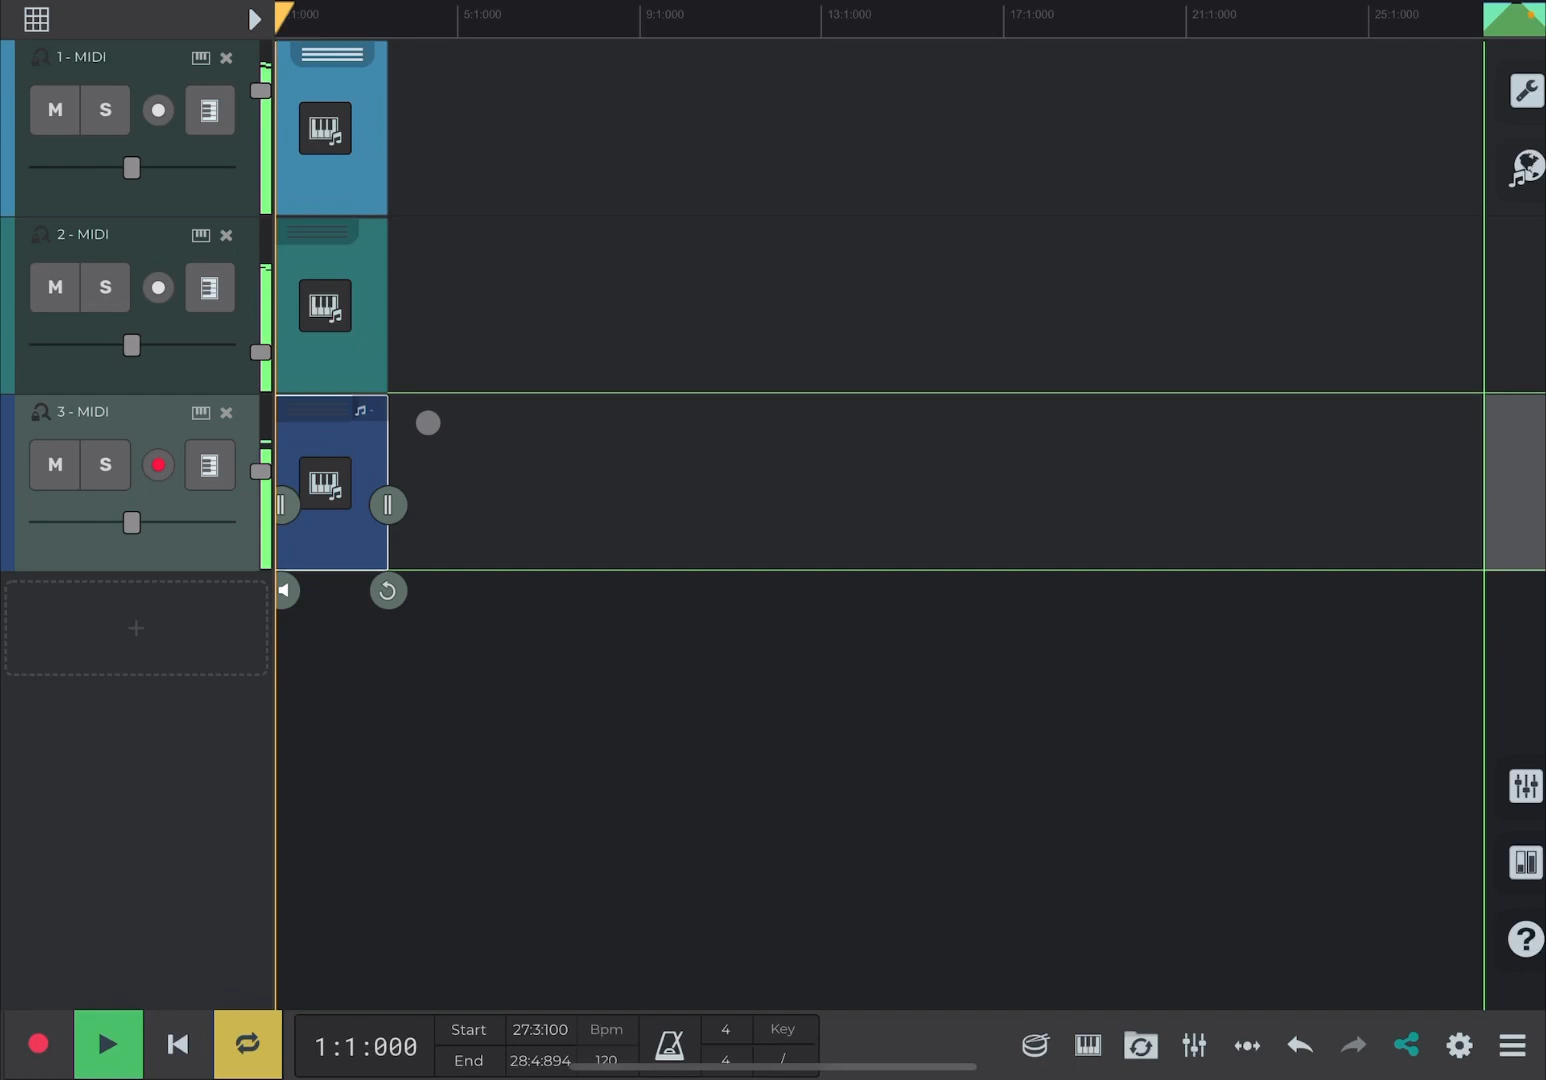 1:000
5:1:000
9:1:000
13:1:000
17:1:000
21:1:000
25:1:000
1 - MIDI
M S
2 - MIDI
M S
3 - MIDI
M S
+
?
1:1:000
Start 27:3:100 Bpm 4 Key
End 28:4:894 120 4 /